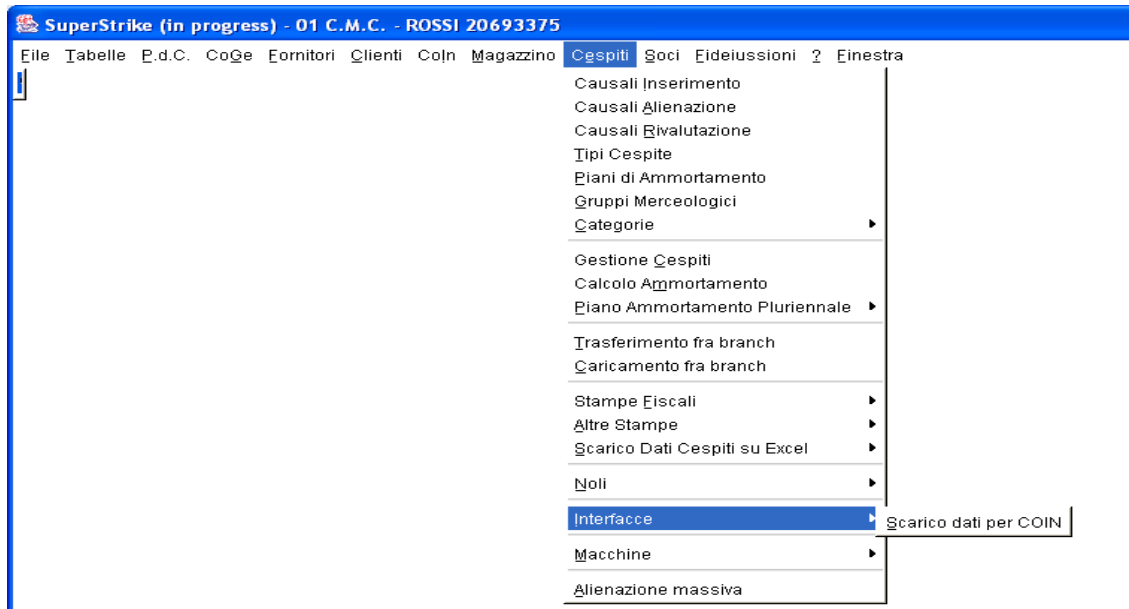 SuperStrike (in progress) - 01 C.M.C. - ROSSI 20693375
File Tabelle P.d.C. CoGe Fornitori Clienti CoIn Magazzino Cespiti Soci Fideiussioni ? Finestra
Causali Inserimento
Causali Alienazione
Causali Rivalutazione
Tipi Cespite
Piani di Ammortamento
Gruppi Merceologici
Categorie
Gestione Cespiti
Calcolo Ammortamento
Piano Ammortamento Pluriennale
Trasferimento fra branch
Caricamento fra branch
Stampe Fiscali
Altre Stampe
Scarico Dati Cespiti su Excel
Noli
Interfacce
Scarico dati per COIN
Macchine
Alienazione massiva